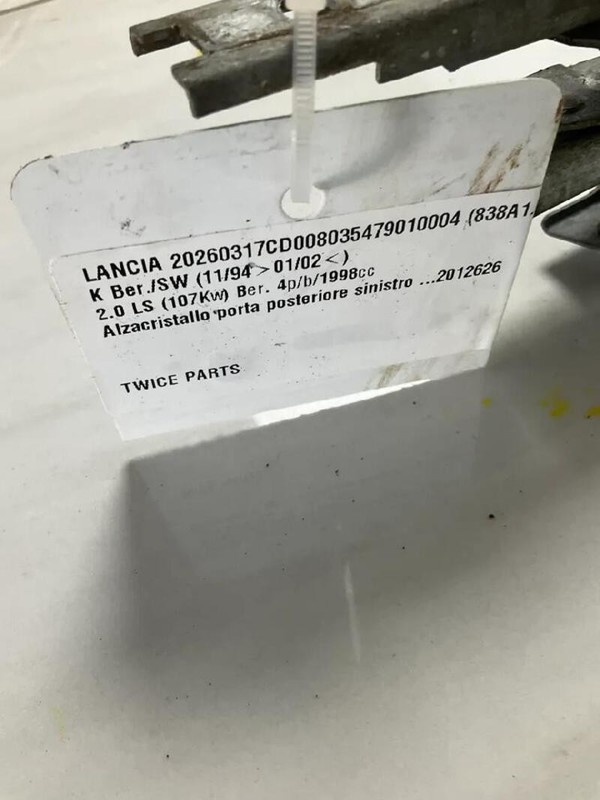 LANCIA 20260317CD008035479010004 (838A1.
K Ber./SW (11/94>01/02<)
2.0 LS (107Kw) Ber. 4p/b/1998cc
Alzacristallo porta posteriore sinistro ...2012626
TWICE PARTS